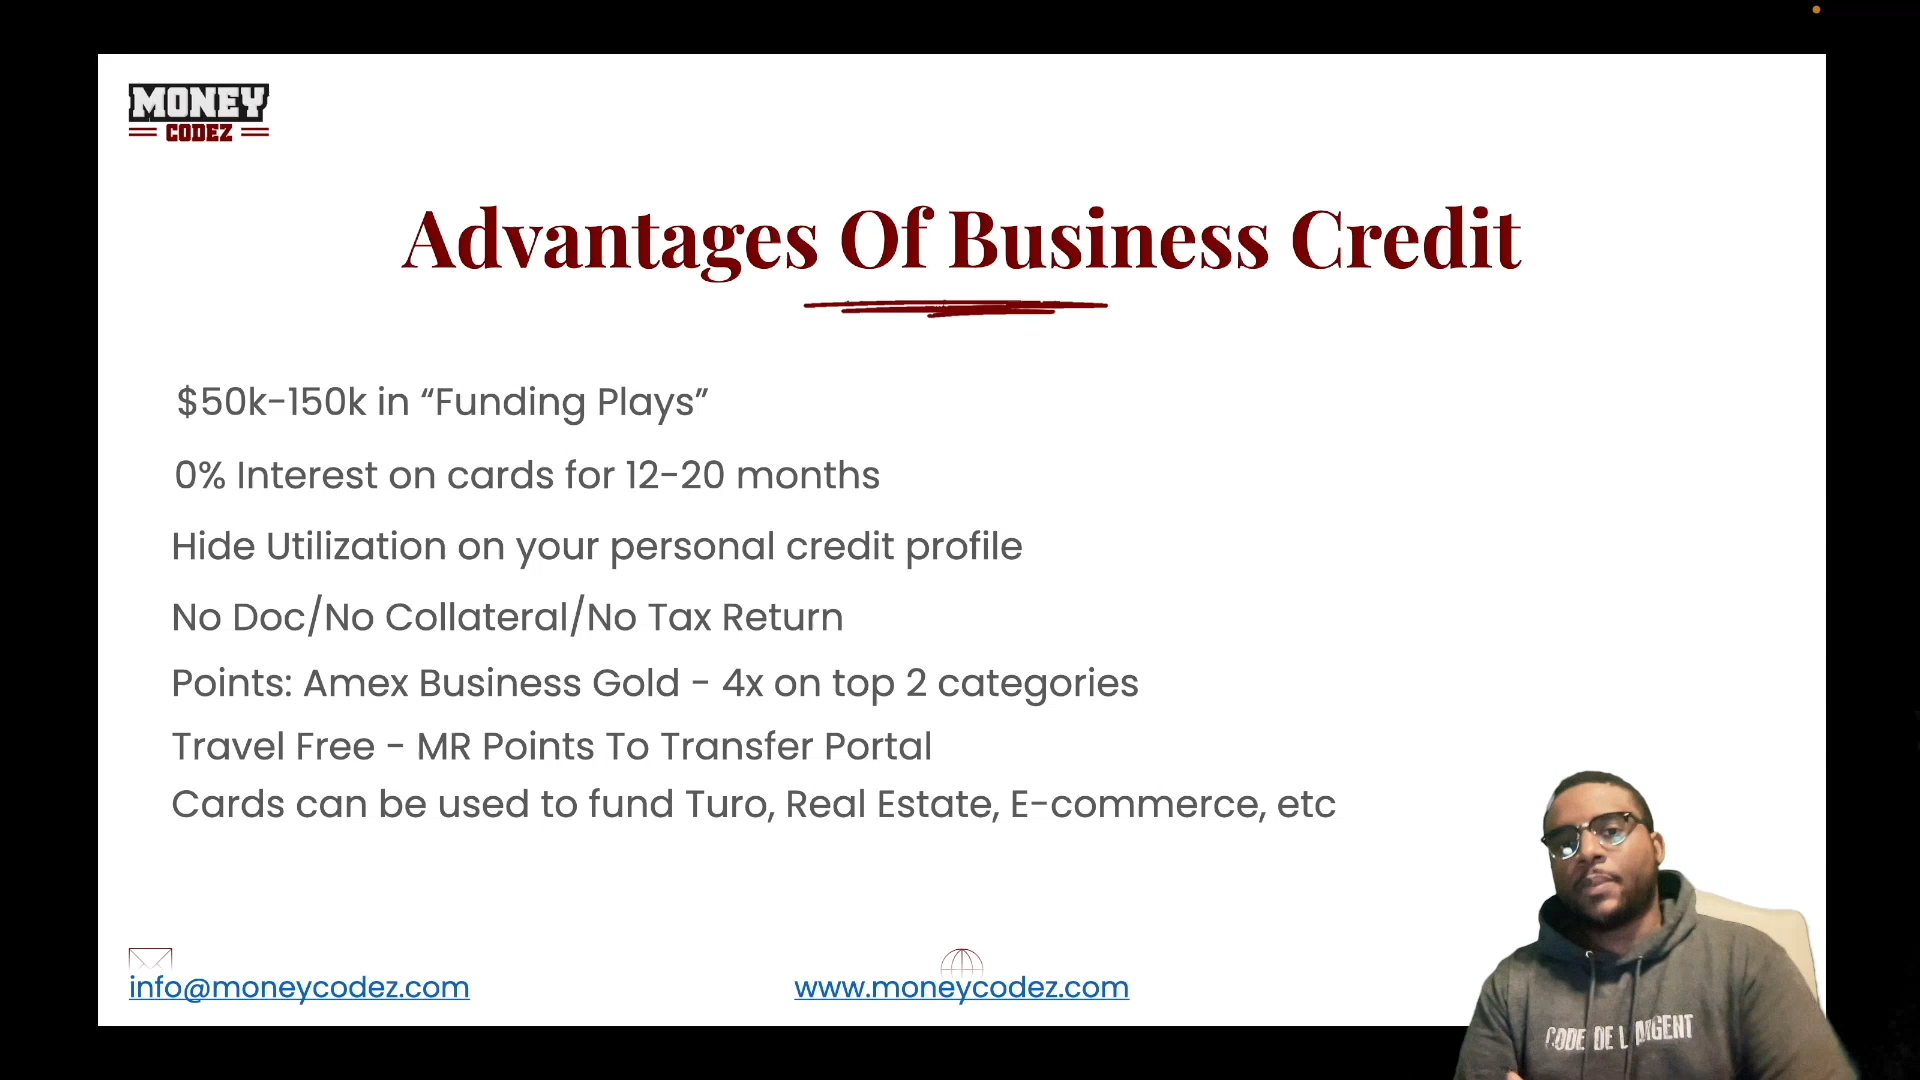 MONEY
CODEZ
Advantages Of Business Credit
$50k-150k in “Funding Plays”
0% Interest on cards for 12-20 months
Hide Utilization on your personal credit profile
No Doc/No Collateral/No Tax Return
Points: Amex Business Gold - 4x on top 2 categories
Travel Free - MR Points To Transfer Portal
Cards can be used to fund Turo, Real Estate, E-commerce, etc
info@moneycodez.com
www.moneycodez.com
CODE DE L'ARGENT